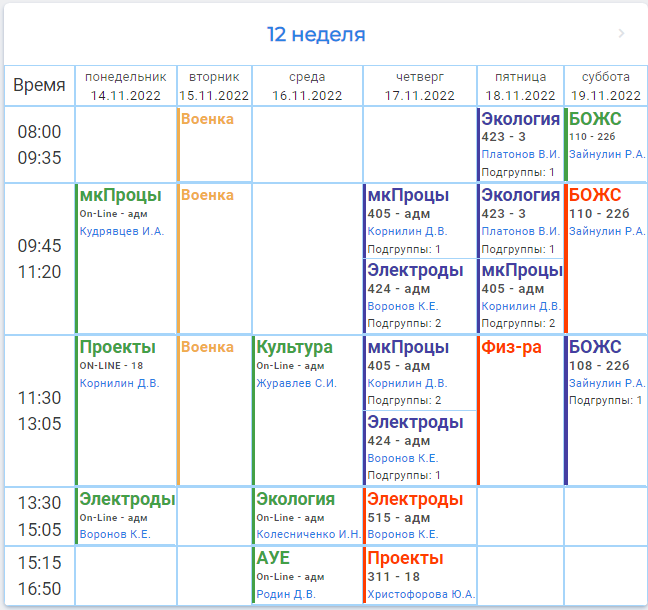 12 неделя
Время
понедельник
14.11.2022
вторник
15.11.2022
среда
16.11.2022
четверг
17.11.2022
пятница
18.11.2022
суббота
19.11.2022
08:00
09:35
Военка
Экология
423 - 3
Платонов В.И.
Подгруппы: 1
БОЖС
110 - 22б
Зайнулин Р.А.
09:45
11:20
мкПроцы
On-Line - адм
Кудрявцев И.А.
Военка
мкПроцы
405 - адм
Корнилин Д.В.
Подгруппы: 1
Электроды
424 - адм
Воронов К.Е.
Подгруппы: 2
Экология
423 - 3
Платонов В.И.
Подгруппы: 1
мкПроцы
405 - адм
Корнилин Д.В.
Подгруппы: 2
БОЖС
110 - 22б
Зайнулин Р.А.
11:30
13:05
Проекты
ON-LINE - 18
Корнилин Д.В.
Военка
Культура
On-Line - адм
Журавлев С.И.
мкПроцы
405 - адм
Корнилин Д.В.
Подгруппы: 2
Электроды
424 - адм
Воронов К.Е.
Подгруппы: 1
Физ-ра
БОЖС
108 - 22б
Зайнулин Р.А.
Подгруппы: 1
13:30
15:05
Электроды
On-Line - адм
Воронов К.Е.
Экология
On-Line - адм
Колесниченко И.Н.
Электроды
515 - адм
Воронов К.Е.
15:15
16:50
АУЕ
On-Line - адм
Родин Д.В.
Проекты
311 - 18
Христофорова Ю.А.